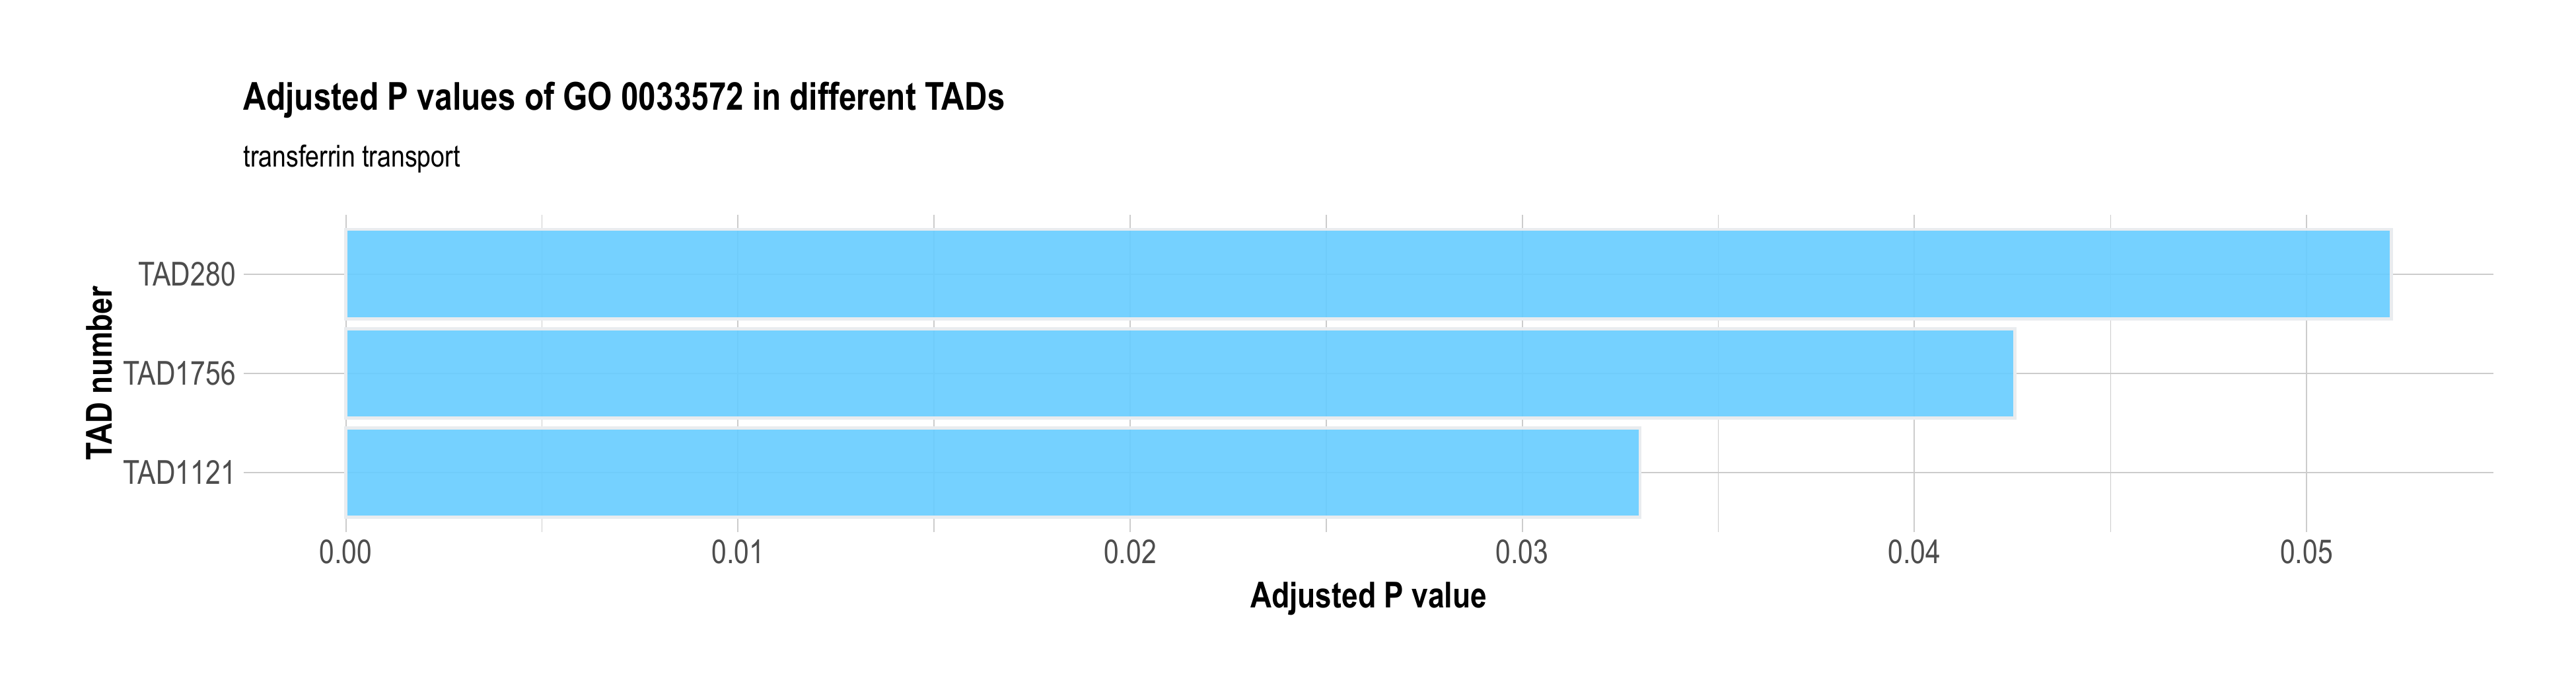 Adjusted P values of GO 0033572 in different TADs
transferrin transport
TAD number
TAD280
TAD1756
TAD1121
0.00 0.01 0.02 0.03 0.04 0.05
Adjusted P value